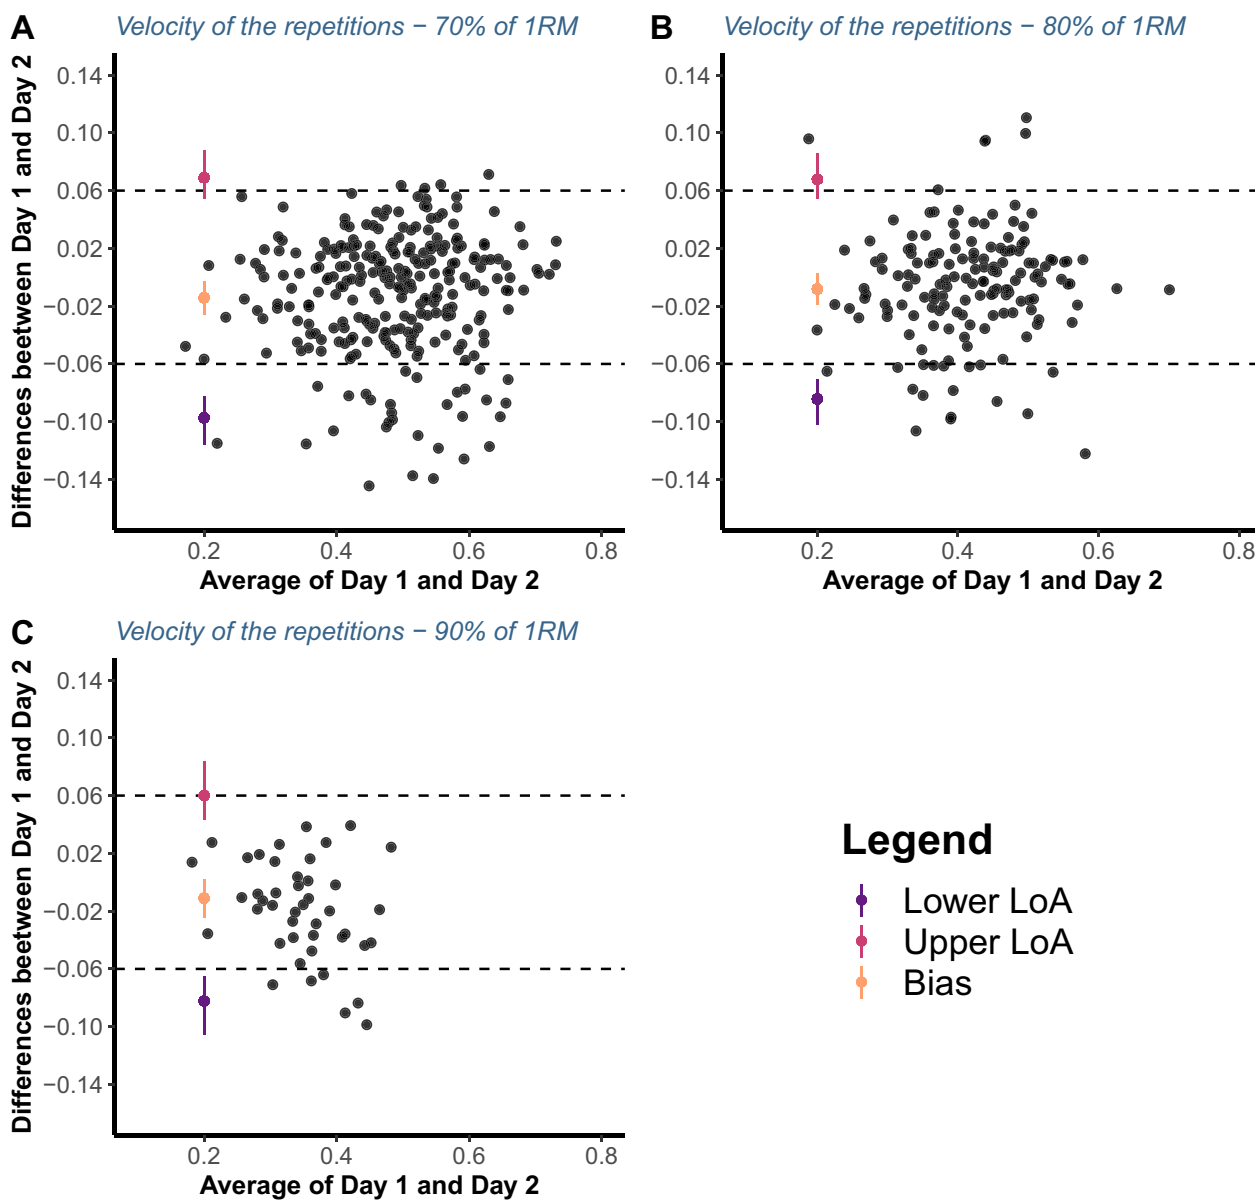 A
Velocity of the repetitions − 70% of 1RM
Differences beetween Day 1 and Day 2
0.14
0.10
0.06
0.02
−0.02
−0.06
−0.10
−0.14
0.2
0.4
0.6
0.8
Average of Day 1 and Day 2
B
Velocity of the repetitions − 80% of 1RM
0.14
0.10
0.06
0.02
−0.02
−0.06
−0.10
−0.14
0.2
0.4
0.6
0.8
Average of Day 1 and Day 2
C
Velocity of the repetitions − 90% of 1RM
Differences beetween Day 1 and Day 2
0.14
0.10
0.06
0.02
−0.02
−0.06
−0.10
−0.14
0.2
0.4
0.6
0.8
Average of Day 1 and Day 2
Legend
Lower LoA
Upper LoA
Bias